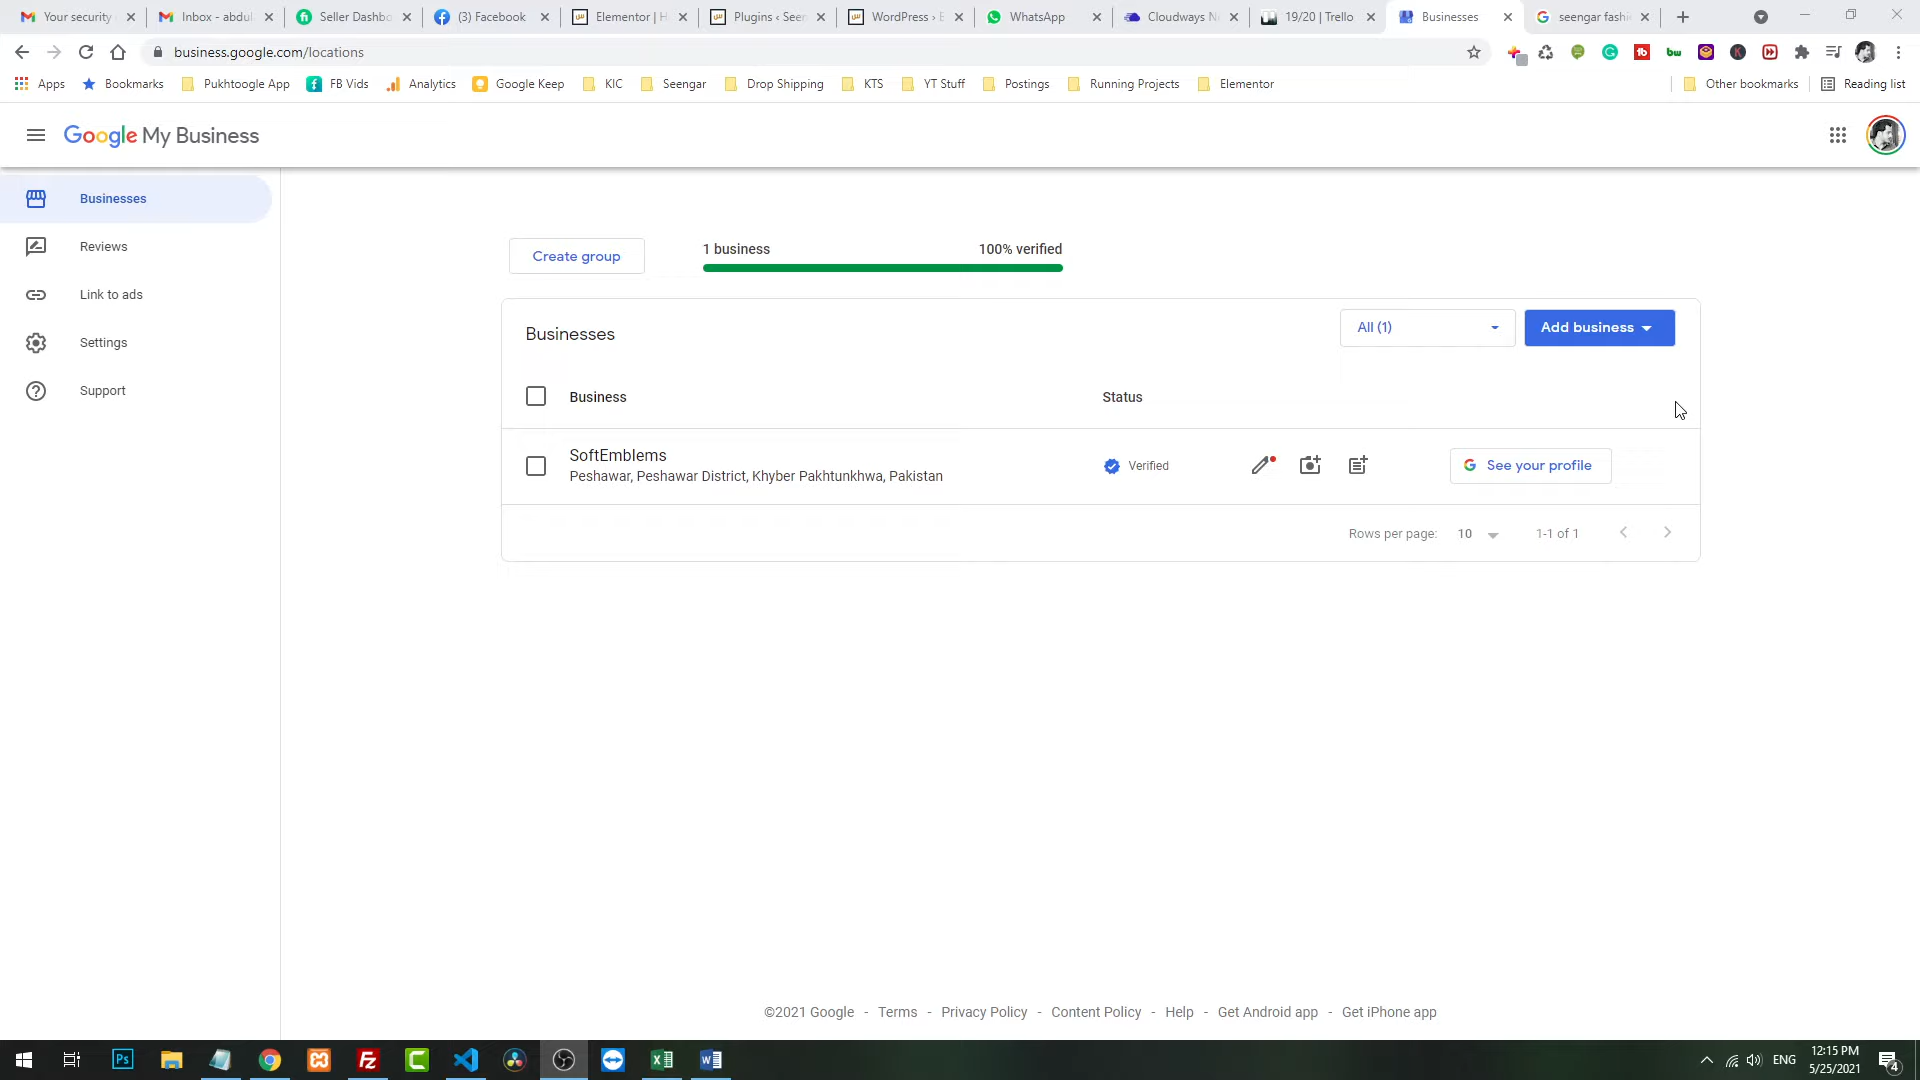 Your security
Inbox - abdul
Seller Dashbo
(3) Facebook
Elementor | H
Plugins ‹ Seen
WordPress › E
WhatsApp
Cloudways N
19/20 | Trello
Businesses
seengar fashi
business.google.com/locations
Apps
Bookmarks
Pukhtoogle App
FB Vids
Analytics
Google Keep
KIC
Seengar
Drop Shipping
KTS
YT Stuff
Postings
Running Projects
Elementor
Other bookmarks
Reading list
Google My Business
Businesses
Reviews
Link to ads
Settings
Support
Create group
1 business
100% verified
Businesses
All (1)
Add business
Business
Status
SoftEmblems
Peshawar, Peshawar District, Khyber Pakhtunkhwa, Pakistan
Verified
See your profile
Rows per page:
10
1-1 of 1
©2021 Google - Terms - Privacy Policy - Content Policy - Help - Get Android app - Get iPhone app
Ps
Fz
ENG
12:15 PM
5/25/2021
4